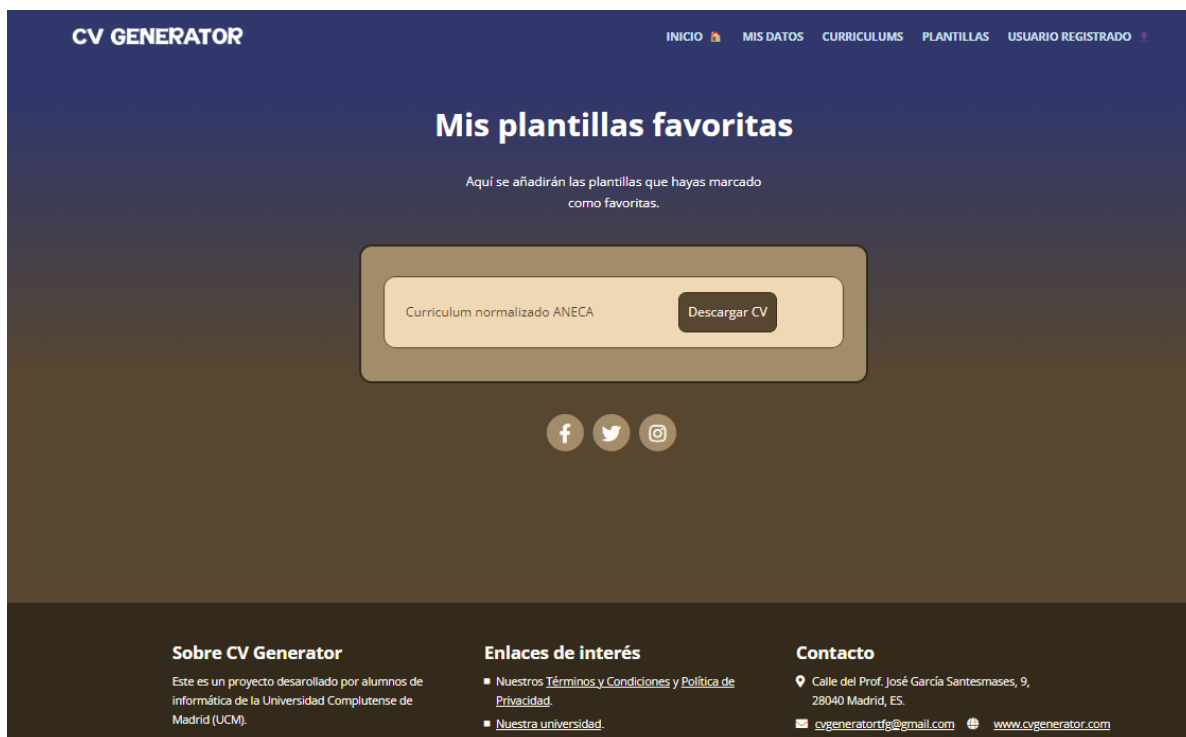 CV GENERATOR
INICIO MIS DATOS CURRICULUMS PLANTILLAS USUARIO REGISTRADO
Mis plantillas favoritas
Aquí se añadirán las plantillas que hayas marcado
como favoritas.
Curriculum normalizado ANECA
Descargar CV
Sobre CV Generator
Este es un proyecto desarollado por alumnos de
informática de la Universidad Complutense de
Madrid (UCM).
Enlaces de interés
Nuestros Términos y Condiciones y Política de
Privacidad.
Nuestra universidad.
Contacto
Calle del Prof. José García Santesmases, 9,
28040 Madrid, ES.
cvgeneratortfg@gmail.com www.cvgenerator.com